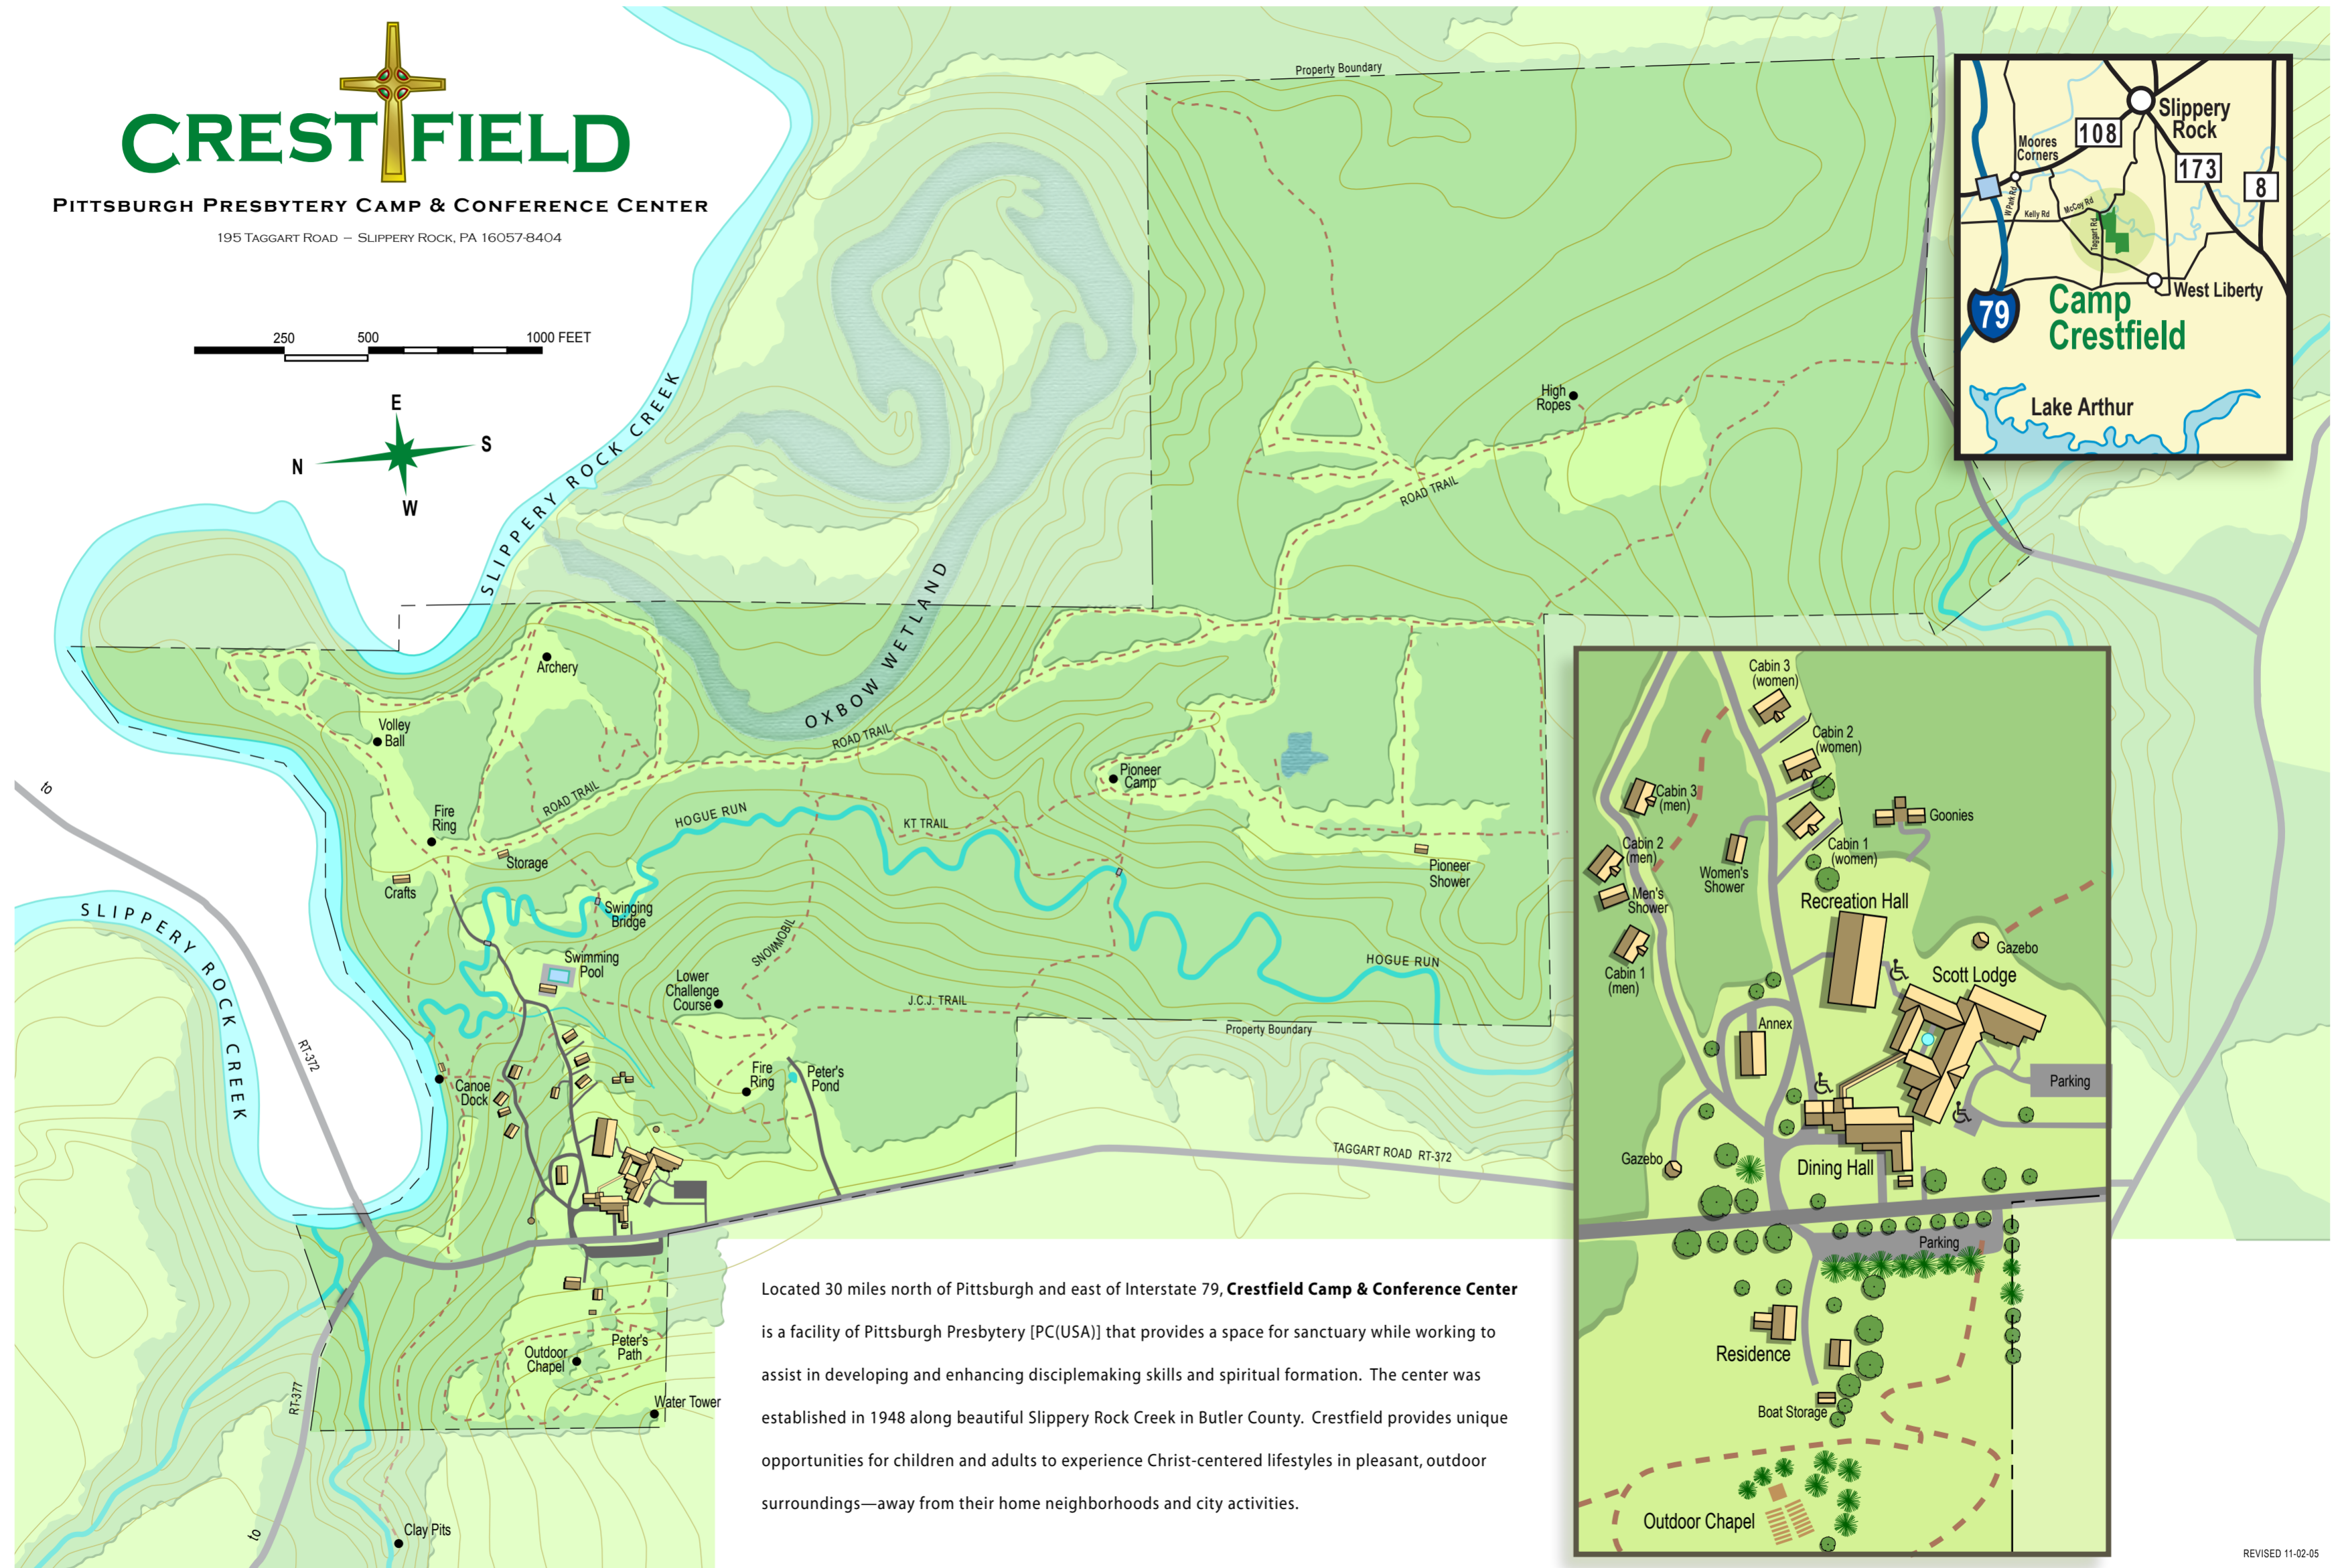 CREST FIELD
PITTSBURGH PRESBYTERY CAMP & CONFERENCE CENTER
195 TAGGART ROAD – SLIPPERY ROCK, PA 16057-8404
250 500 1000 FEET
E
N S
W
Property Boundary
SLIPPERY ROCK CREEK
OXBOW WETLAND
High
Ropes
ROAD TRAIL
Archery
Volley
Ball
ROAD TRAIL
Pioneer
Camp
ROAD TRAIL
Fire
Ring
HOGUE RUN
KT TRAIL
Storage
Crafts
Pioneer
Shower
to
SLIPPERY ROCK CREEK
Swinging
Bridge
SNOWMOBIL
Swimming
Pool
Lower
Challenge
Course
HOGUE RUN
J.C.J. TRAIL
Property Boundary
RT-372
Canoe
Dock
Fire
Ring
Peter's
Pond
TAGGART ROAD RT-372
Outdoor
Chapel
Peter's
Path
Water Tower
RT-377
to
Clay Pits
Slippery
Rock
108
Moores
Corners
173
8
W Park Rd
Kelly Rd
McCoy Rd
Taggart Rd
West Liberty
79
Camp
Crestfield
Lake Arthur
Cabin 3
(women)
Cabin 2
(women)
Cabin 3
(men)
Goonies
Cabin 2
(men)
Cabin 1
(women)
Women's
Shower
Men's
Shower
Recreation Hall
Gazebo
Cabin 1
(men)
Scott Lodge
Annex
Parking
Gazebo
Dining Hall
Parking
Residence
Boat Storage
Outdoor Chapel
Located 30 miles north of Pittsburgh and east of Interstate 79, Crestfield Camp & Conference Center
is a facility of Pittsburgh Presbytery [PC(USA)] that provides a space for sanctuary while working to
assist in developing and enhancing disciplemaking skills and spiritual formation. The center was
established in 1948 along beautiful Slippery Rock Creek in Butler County. Crestfield provides unique
opportunities for children and adults to experience Christ-centered lifestyles in pleasant, outdoor
surroundings—away from their home neighborhoods and city activities.
REVISED 11-02-05